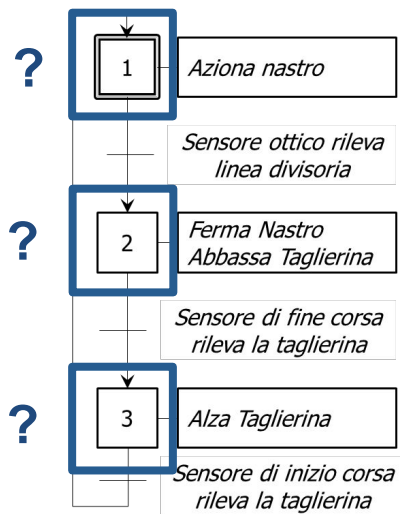 ?
1
Aziona nastro
Sensore ottico rileva
linea divisoria
?
2
Ferma Nastro
Abbassa Taglierina
Sensore di fine corsa
rileva la taglierina
?
3
Alza Taglierina
Sensore di inizio corsa
rileva la taglierina